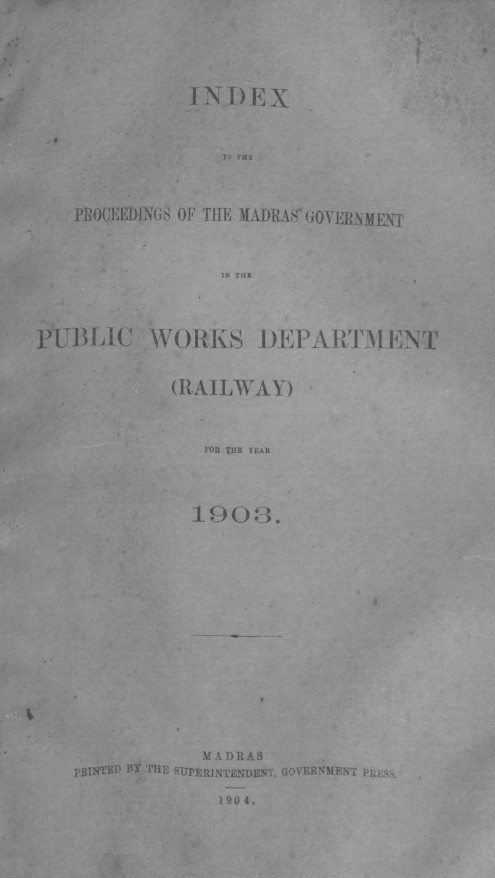 INDEX
TO THE
PROCEEDINGS OF THE MADRAS GOVERNMENT
IN THE
PUBLIC WORKS DEPARTMENT
(RAILWAY)
FOR THE YEAR
1903.
MADRAS
PRINTED BY THE SUPERINTENDENT, GOVERNMENT PRESS.
1904.